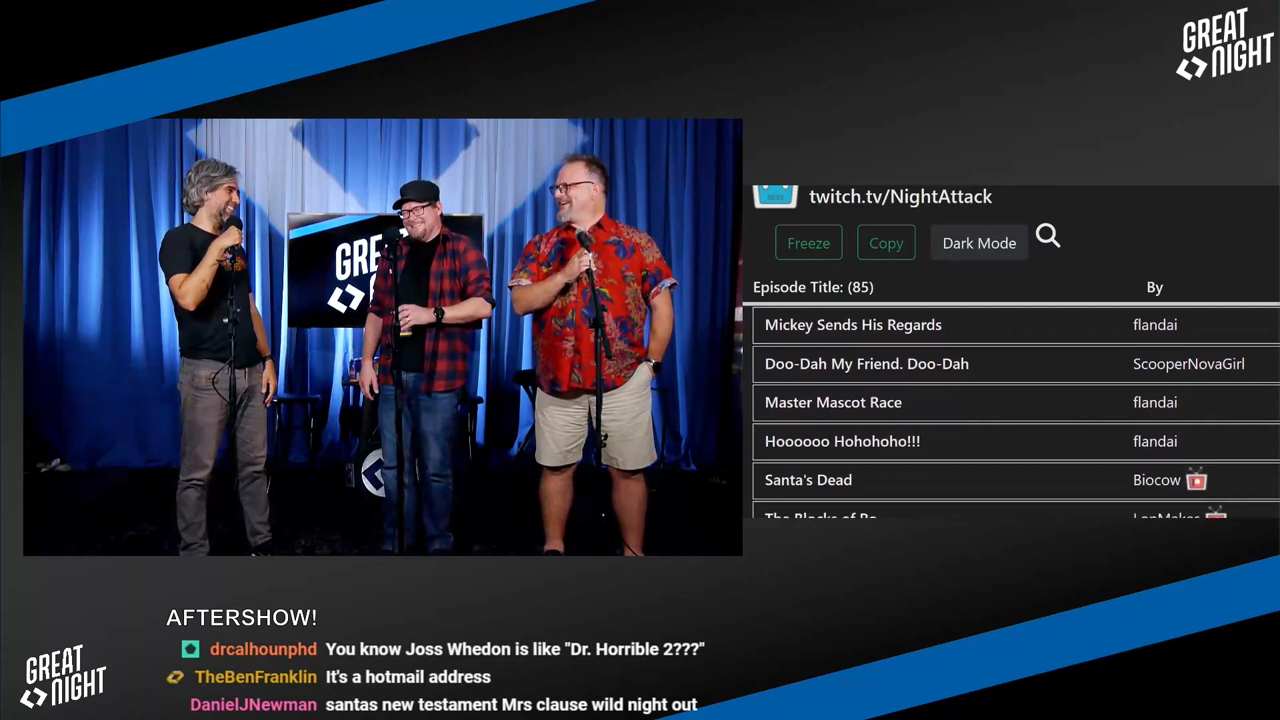 GREAT
NIGHT
twitch.tv/NightAttack
Freeze
Copy
Dark Mode
Episode Title: (85)
By
Mickey Sends His Regards
flandai
Doo-Dah My Friend. Doo-Dah
ScooperNovaGirl
Master Mascot Race
flandai
Hoooooo Hohohoho!!!
flandai
Santa's Dead
Biocow
AFTERSHOW!
drcalhounphd You know Joss Whedon is like "Dr. Horrible 2???"
TheBenFranklin It's a hotmail address
DanielJNewman santas new testament Mrs clause wild night out
GREAT
NIGHT